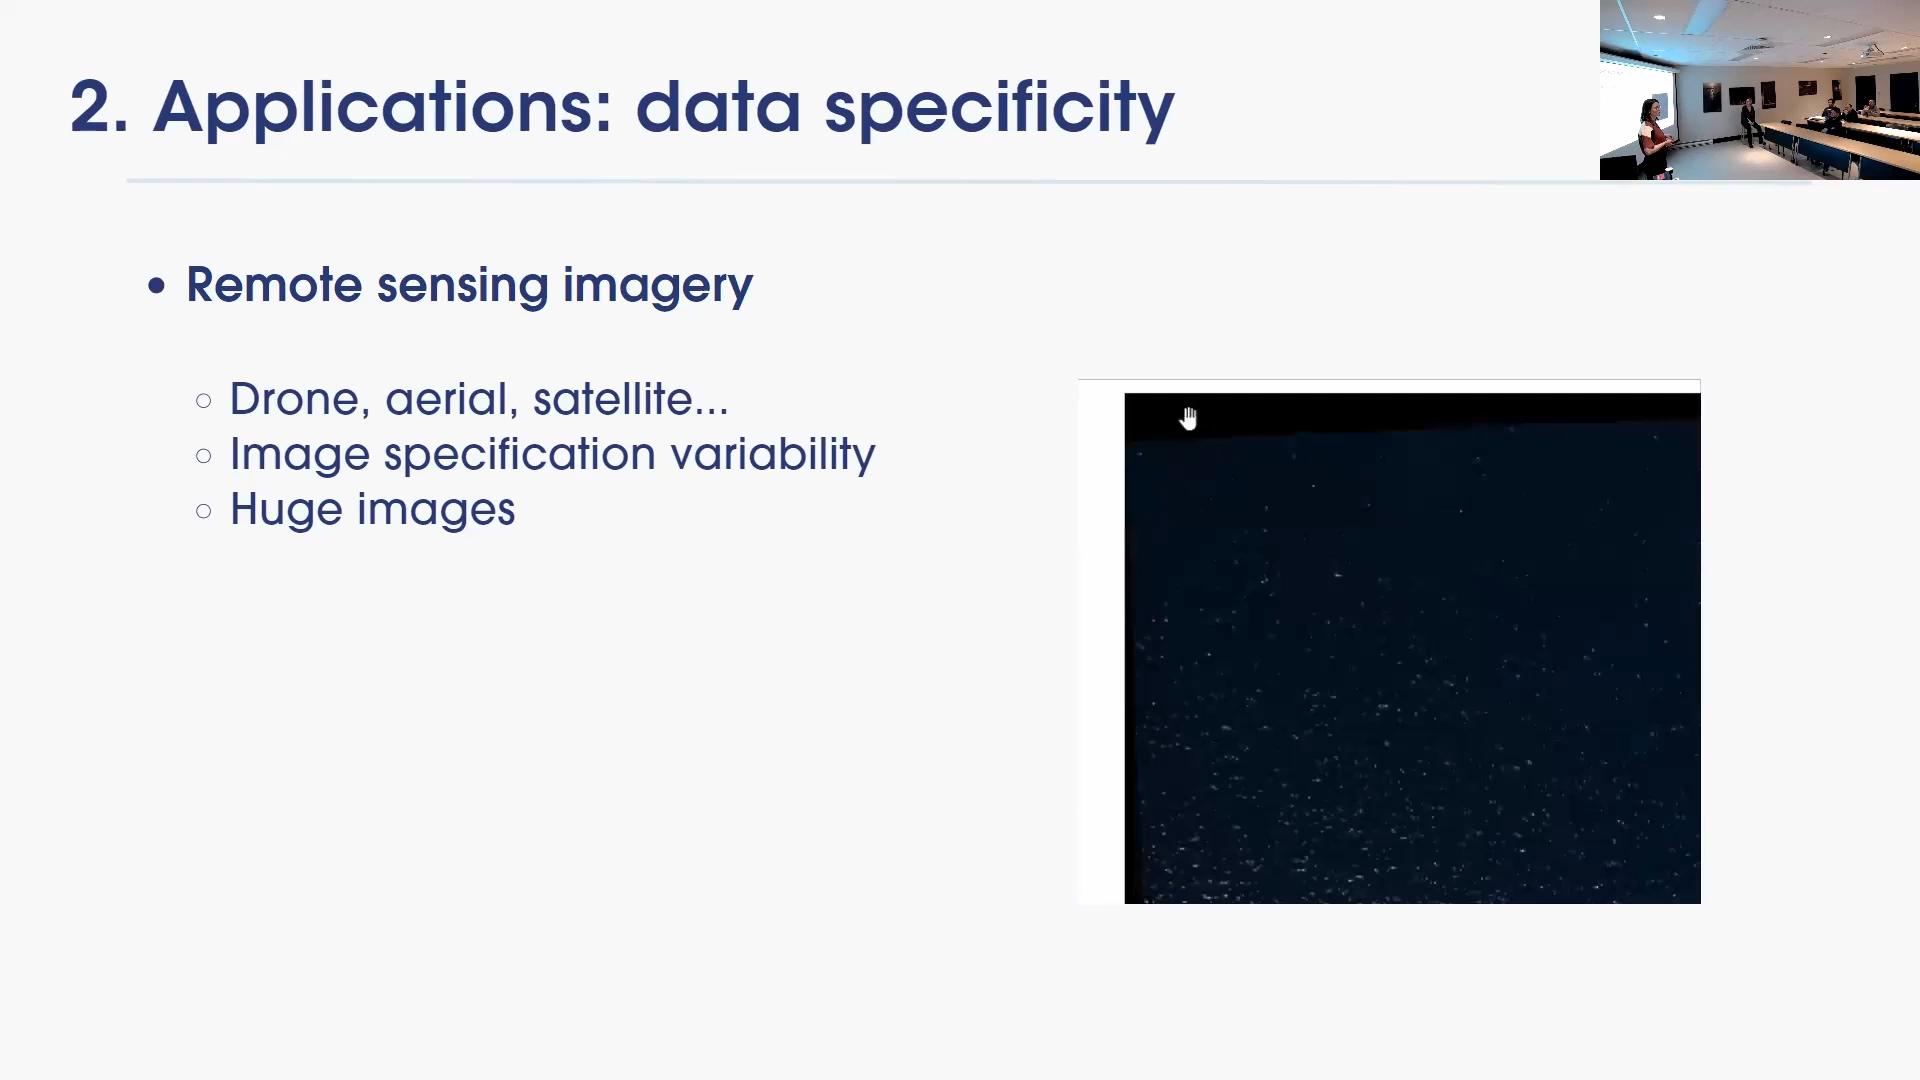 2. Applications: data specificity
• Remote sensing imagery
○ Drone, aerial, satellite...
○ Image specification variability
○ Huge images